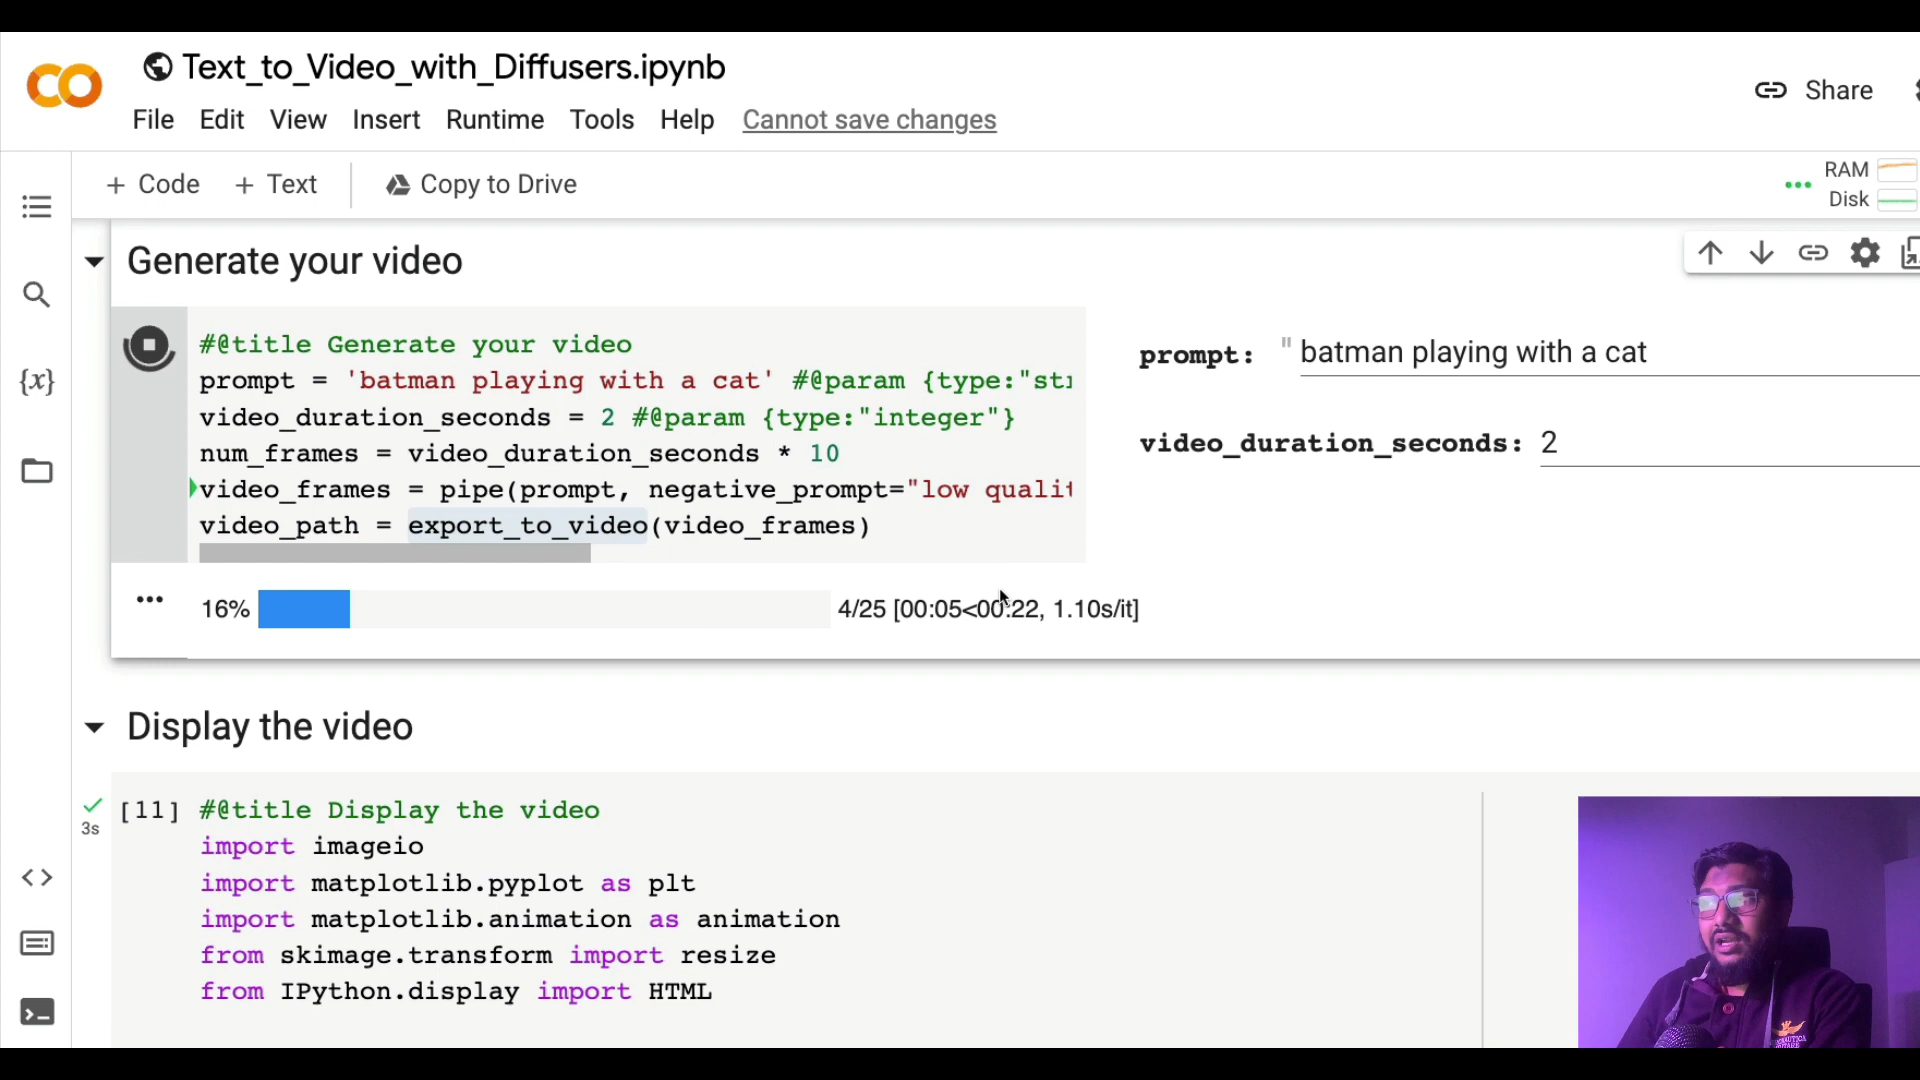 Text_to_Video_with_Diffusers.ipynb
File Edit View Insert Runtime Tools Help Cannot save changes
Share
+ Code + Text Copy to Drive
RAM
Disk
Generate your video
#@title Generate your video
prompt = 'batman playing with a cat' #@param {type:"str
video_duration_seconds = 2 #@param {type:"integer"}
num_frames = video_duration_seconds * 10
video_frames = pipe(prompt, negative_prompt="low qualit
video_path = export_to_video(video_frames)
prompt: " batman playing with a cat
video_duration_seconds: 2
16% 4/25 [00:05<00:22, 1.10s/it]
Display the video
3s
[11] #@title Display the video
import imageio
import matplotlib.pyplot as plt
import matplotlib.animation as animation
from skimage.transform import resize
from IPython.display import HTML
{x}